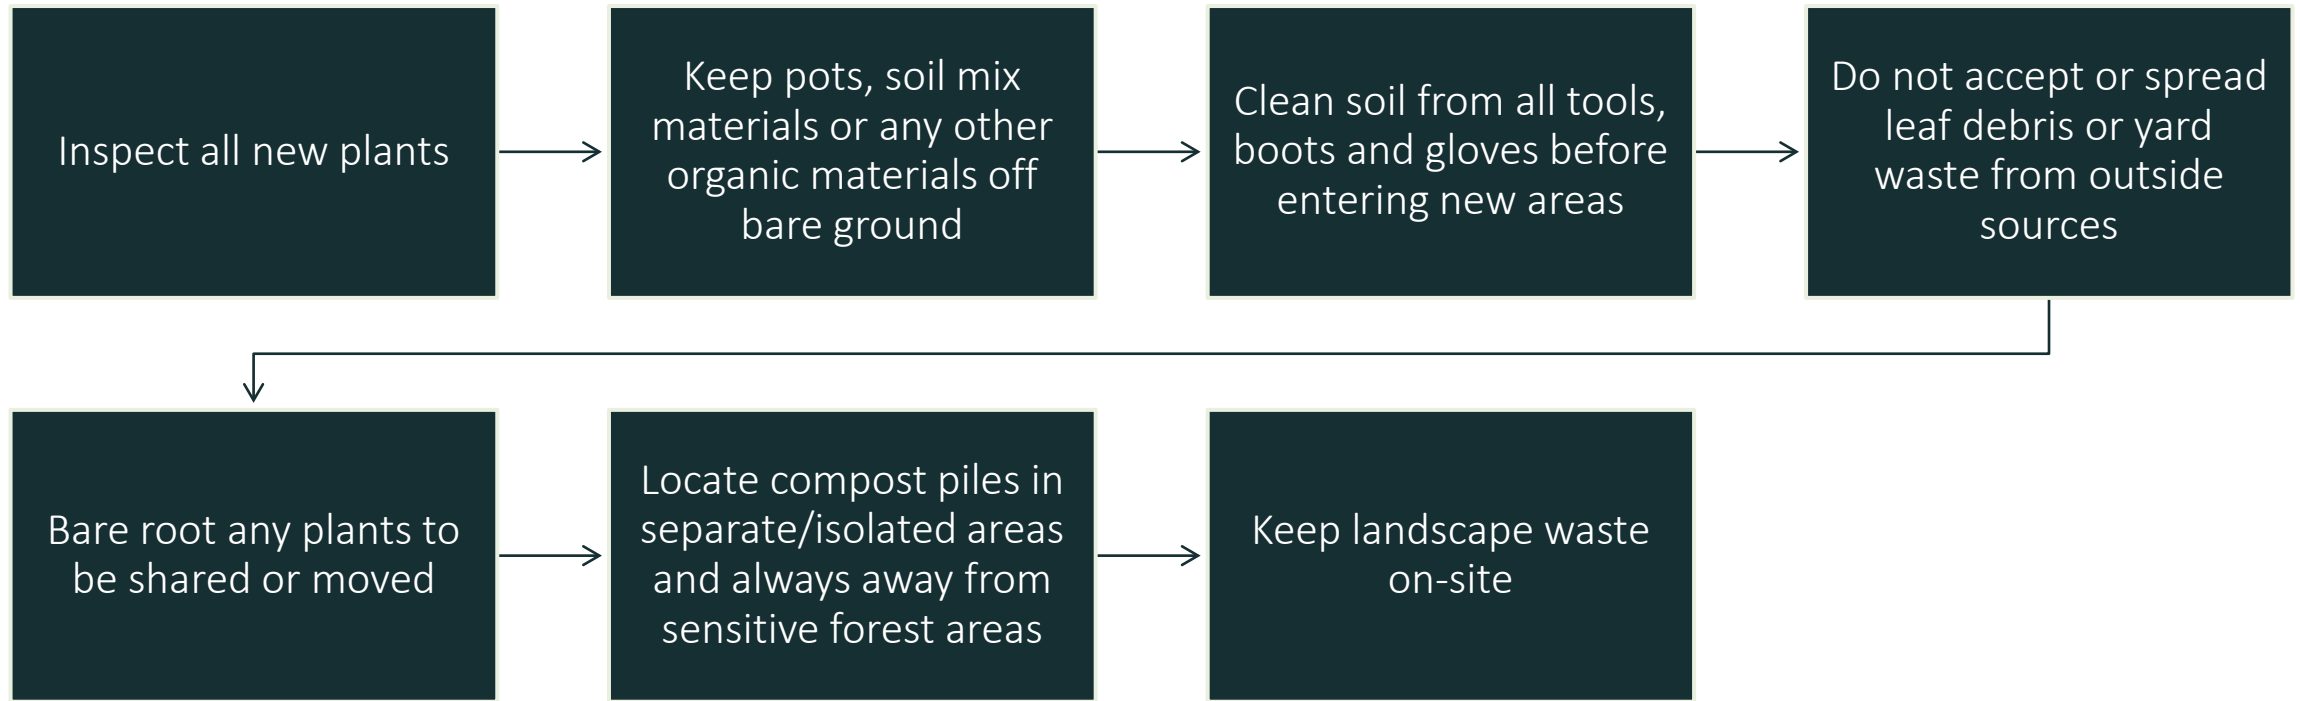 Inspect all new plants
Keep pots, soil mix
materials or any other
organic materials off
bare ground
Clean soil from all tools,
boots and gloves before
entering new areas
Do not accept or spread
leaf debris or yard
waste from outside
sources
Bare root any plants to
be shared or moved
Locate compost piles in
separate/isolated areas
and always away from
sensitive forest areas
Keep landscape waste
on-site